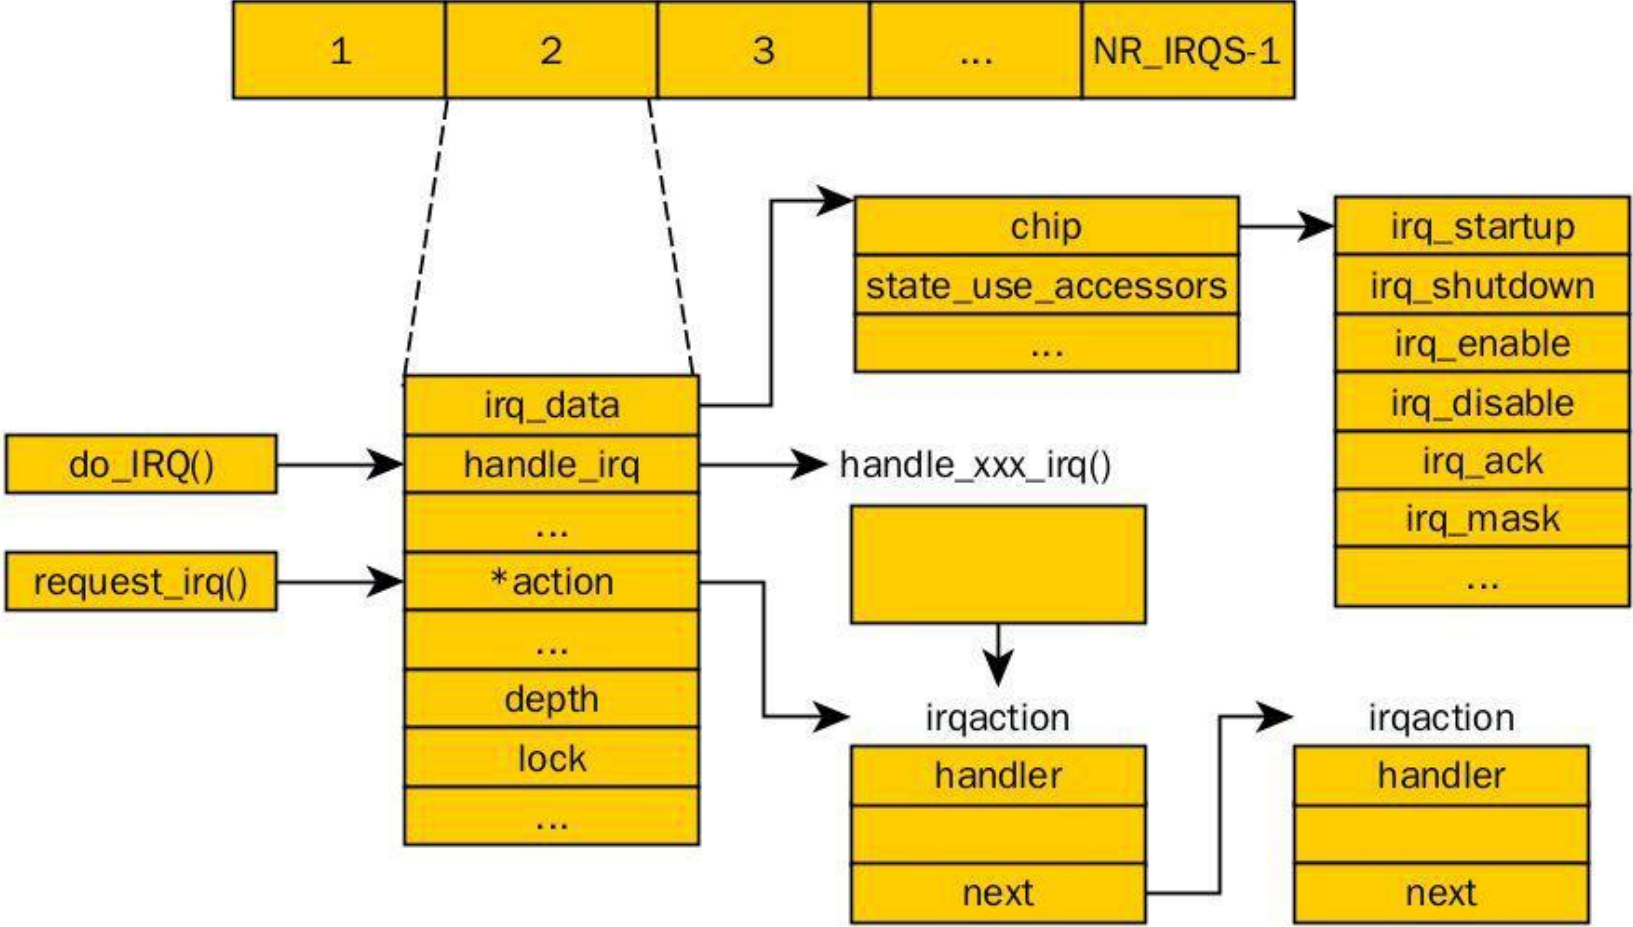 1
2
3
...
NR_IRQS-1
chip
state_use_accessors
...
irq_startup
irq_shutdown
irq_enable
irq_disable
irq_ack
irq_mask
...
do_IRQ()
request_irq()
irq_data
handle_irq
...
*action
...
depth
lock
...
handle_xxx_irq()
irqaction
handler
next
irqaction
handler
next